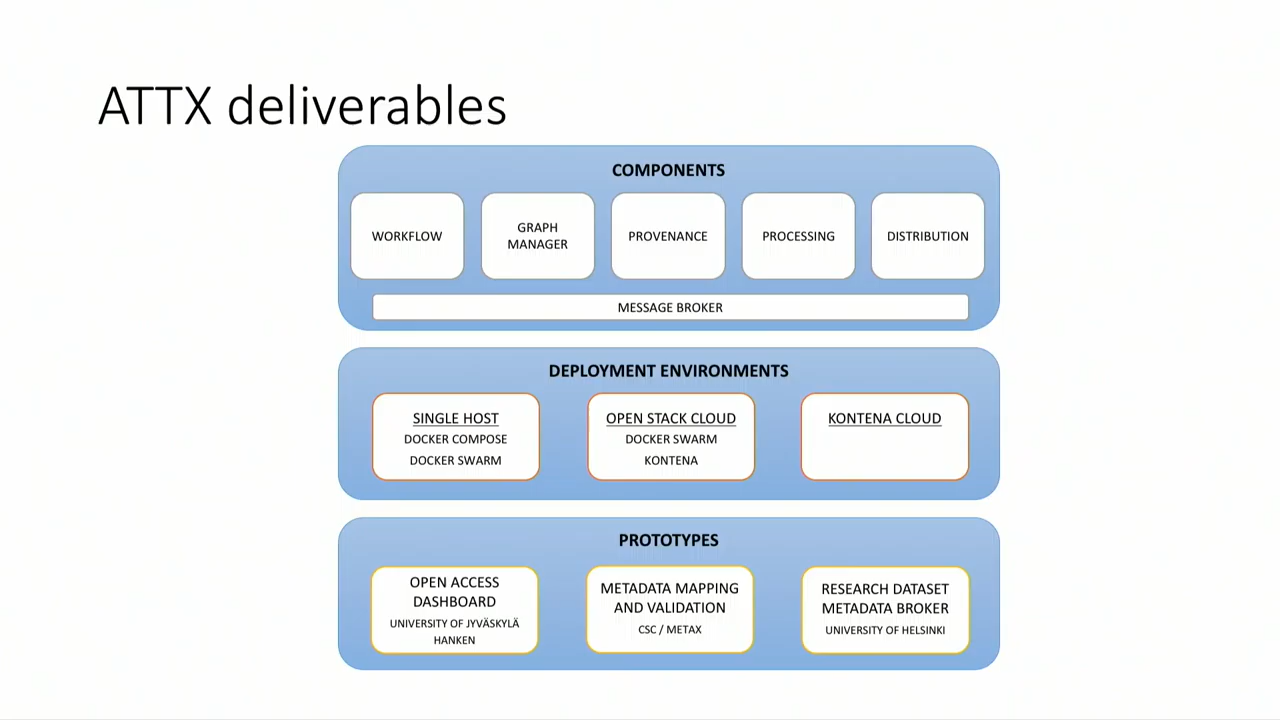 ATTX deliverables
COMPONENTS
WORKFLOW
GRAPH
MANAGER
PROVENANCE
PROCESSING
DISTRIBUTION
MESSAGE BROKER
DEPLOYMENT ENVIRONMENTS
SINGLE HOST
DOCKER COMPOSE
DOCKER SWARM
OPEN STACK CLOUD
DOCKER SWARM
KONTENA
KONTENA CLOUD
PROTOTYPES
OPEN ACCESS
DASHBOARD
UNIVERSITY OF JYVÄSKYLÄ
HANKEN
METADATA MAPPING
AND VALIDATION
CSC / METAX
RESEARCH DATASET
METADATA BROKER
UNIVERSITY OF HELSINKI